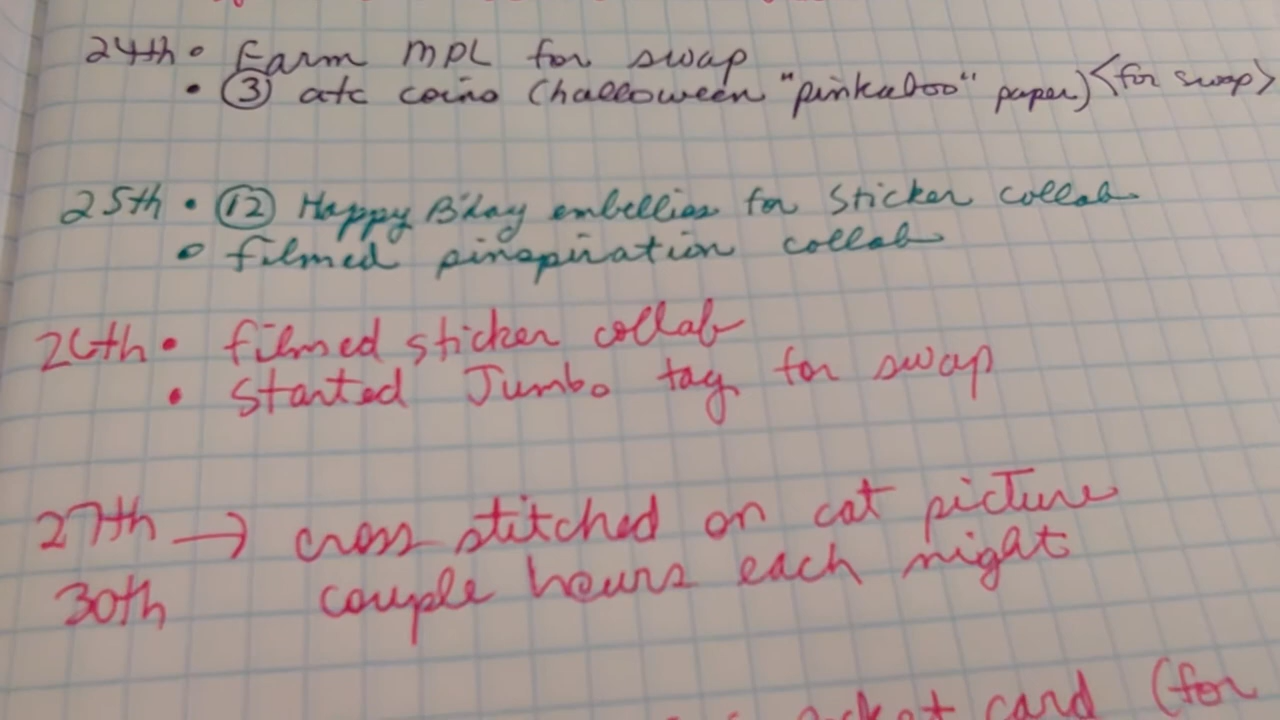 24th • Farm MPL for swap
• ③ atc coins (halloween "pinkaboo" paper) <for swap>
25th • ⑫ Happy B'day embellies for Sticker collab
• filmed pinspiration collab
26th • filmed sticker collab
• started Jumbo tag for swap
27th → cross stitched on cat picture
30th couple hours each night
card (for